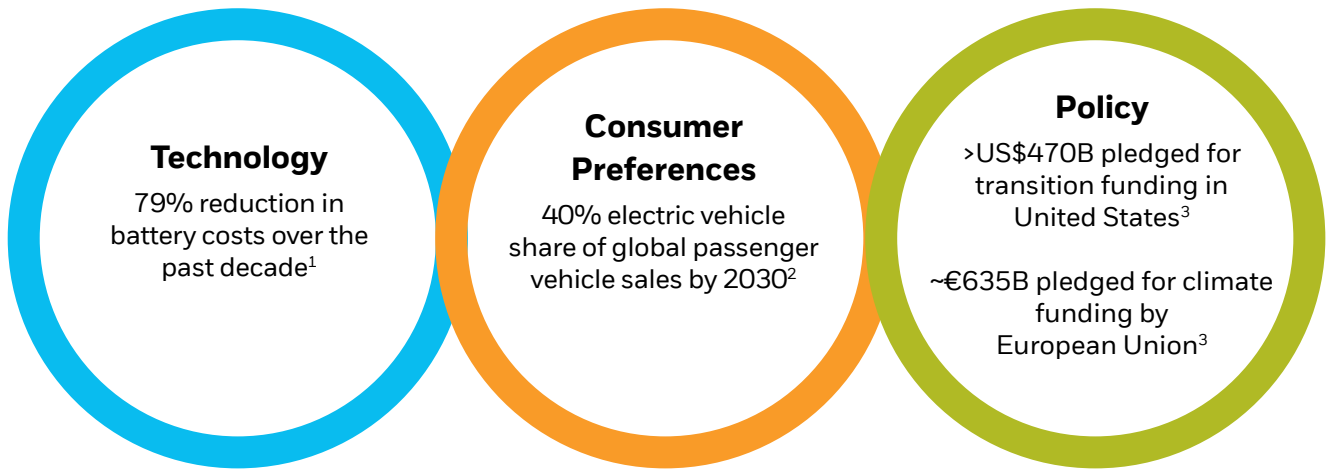 Technology
79% reduction in
battery costs over the
past decade¹
Consumer
Preferences
40% electric vehicle
share of global passenger
vehicle sales by 2030²
Policy
>US$470B pledged for
transition funding in
United States³
~€635B pledged for climate
funding by
European Union³